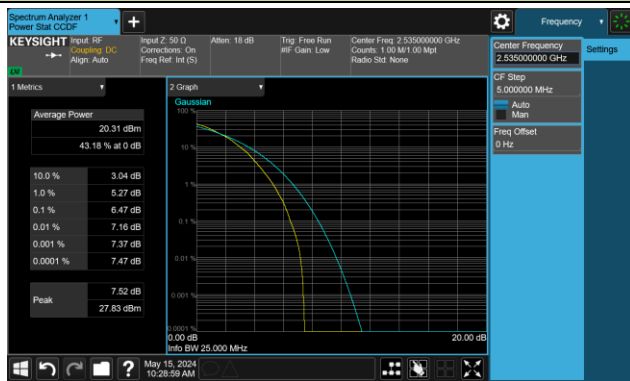 Spectrum Analyzer 1
Power Stat CCDF
Frequency
KEYSIGHT
Input: RF
Coupling: DC
Align: Auto
Input Z: 50 Ω
Corrections: On
Freq Ref: Int (S)
Atten: 18 dB
Trig: Free Run
#IF Gain: Low
Center Freq: 2.535000000 GHz
Counts: 1.00 M/1.00 Mpt
Radio Std: None
Center Frequency
2.535000000 GHz
Settings
CF Step
5.000000 MHz
Auto
Man
Freq Offset
0 Hz
1 Metrics
Average Power
20.31 dBm
43.18 % at 0 dB
10.0 % 3.04 dB
1.0 % 5.27 dB
0.1 % 6.47 dB
0.01 % 7.16 dB
0.001 % 7.37 dB
0.0001 % 7.47 dB
Peak
7.52 dB
27.83 dBm
2 Graph
Gaussian
100 %
10 %
1 %
0.1 %
0.01 %
0.001 %
0.0001 %
0.00 dB 20.00 dB
Info BW 25.000 MHz
?
May 15, 2024
10:28:59 AM